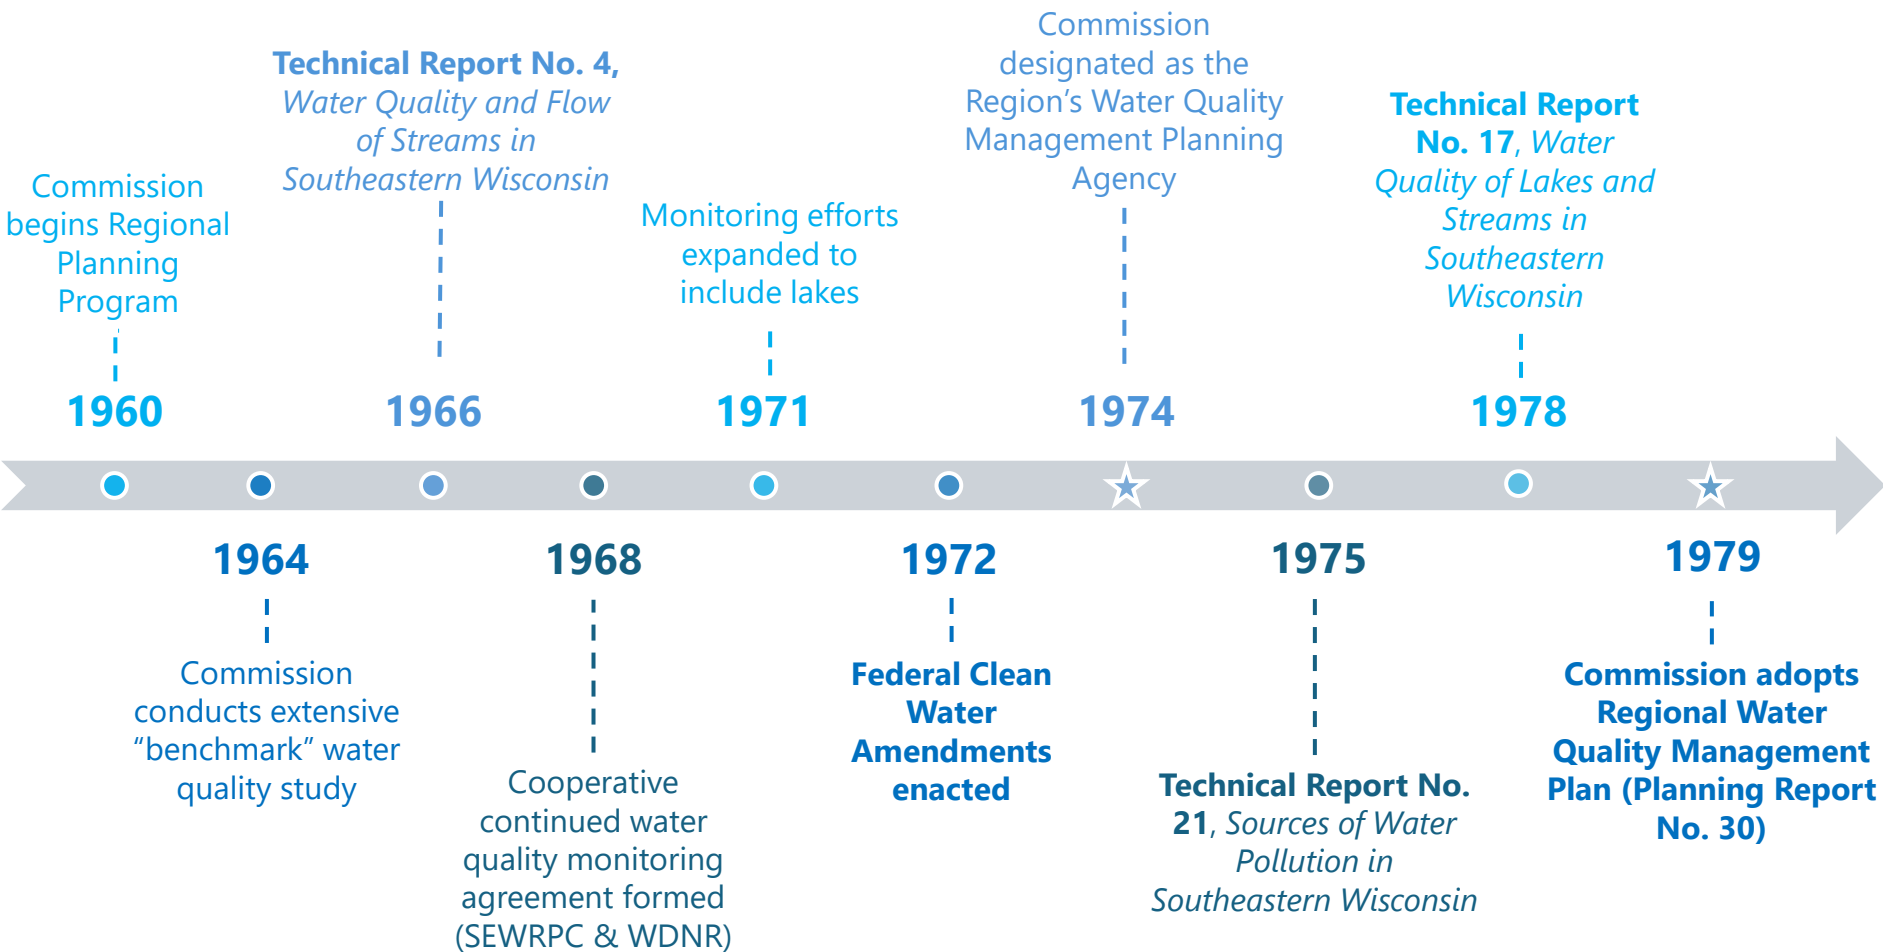 Commission
begins Regional
Planning
Program
1960
Technical Report No. 4,
Water Quality and Flow
of Streams in
Southeastern Wisconsin
1966
Monitoring efforts
expanded to
include lakes
1971
Commission
designated as the
Region’s Water Quality
Management Planning
Agency
1974
Technical Report
No. 17, Water
Quality of Lakes and
Streams in
Southeastern
Wisconsin
1978
1964
Commission
conducts extensive
“benchmark” water
quality study
1968
Cooperative
continued water
quality monitoring
agreement formed
(SEWRPC & WDNR)
1972
Federal Clean
Water
Amendments
enacted
1975
Technical Report No.
21, Sources of Water
Pollution in
Southeastern Wisconsin
1979
Commission adopts
Regional Water
Quality Management
Plan (Planning Report
No. 30)